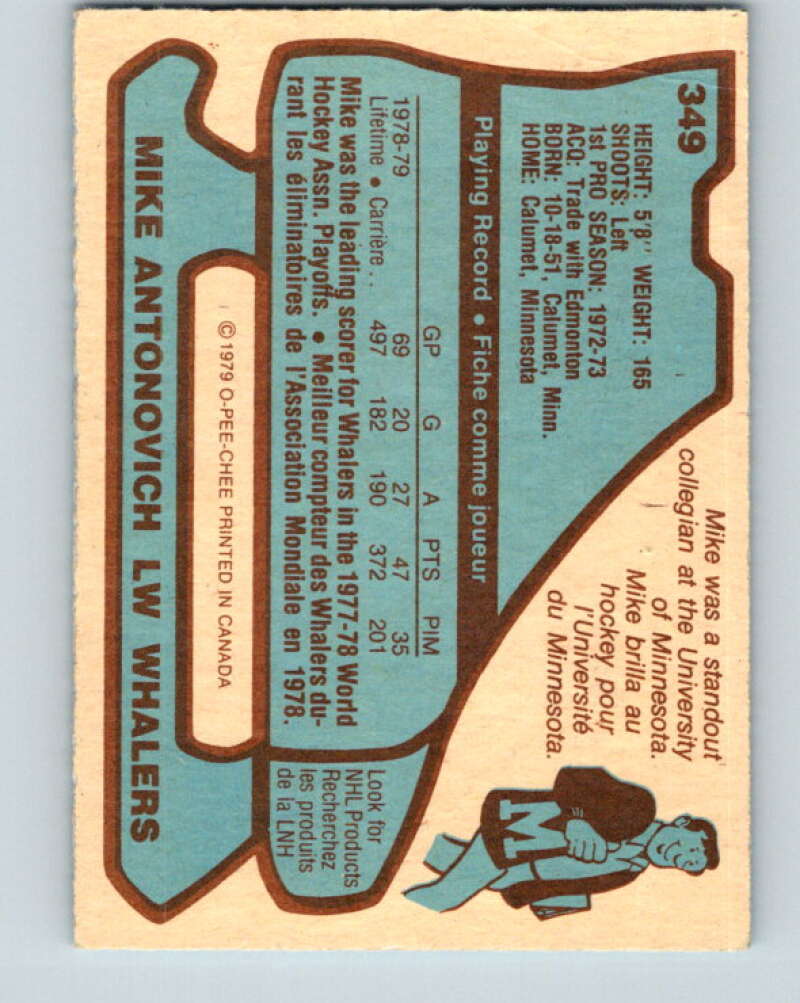 349
HEIGHT: 5'8" WEIGHT: 165
SHOOTS: Left
1st PRO SEASON: 1972-73
ACQ: Trade with Edmonton
BORN: 10-18-51, Calumet, Minn.
HOME: Calumet, Minnesota
Mike was a standout
collegian at the University
of Minnesota.
Mike brilla au
hockey pour
l'Université
du Minnesota.
M
Playing Record • Fiche comme joueur
GP G A PTS PIM
1978-79 69 20 27 47 35
Lifetime • Carrière .. 497 182 190 372 201
Mike was the leading scorer for Whalers in the 1977-78 World
Hockey Assn. Playoffs. • Meilleur compteur des Whalers du-
rant les éliminatoires de l'Association Mondiale en 1978.
Look for
NHL Products
Recherchez
les produits
de la LNH
©1979 O-PEE-CHEE PRINTED IN CANADA
MIKE ANTONOVICH LW WHALERS